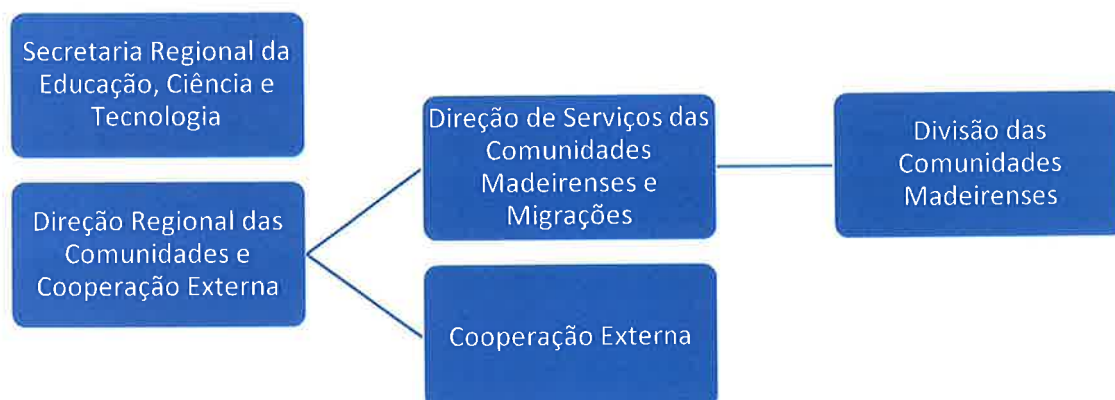 Secretaria Regional da
Educação, Ciência e
Tecnologia
Direção Regional das
Comunidades e
Cooperação Externa
Direção de Serviços das
Comunidades
Madeirenses e
Migrações
Cooperação Externa
Divisão das
Comunidades
Madeirenses